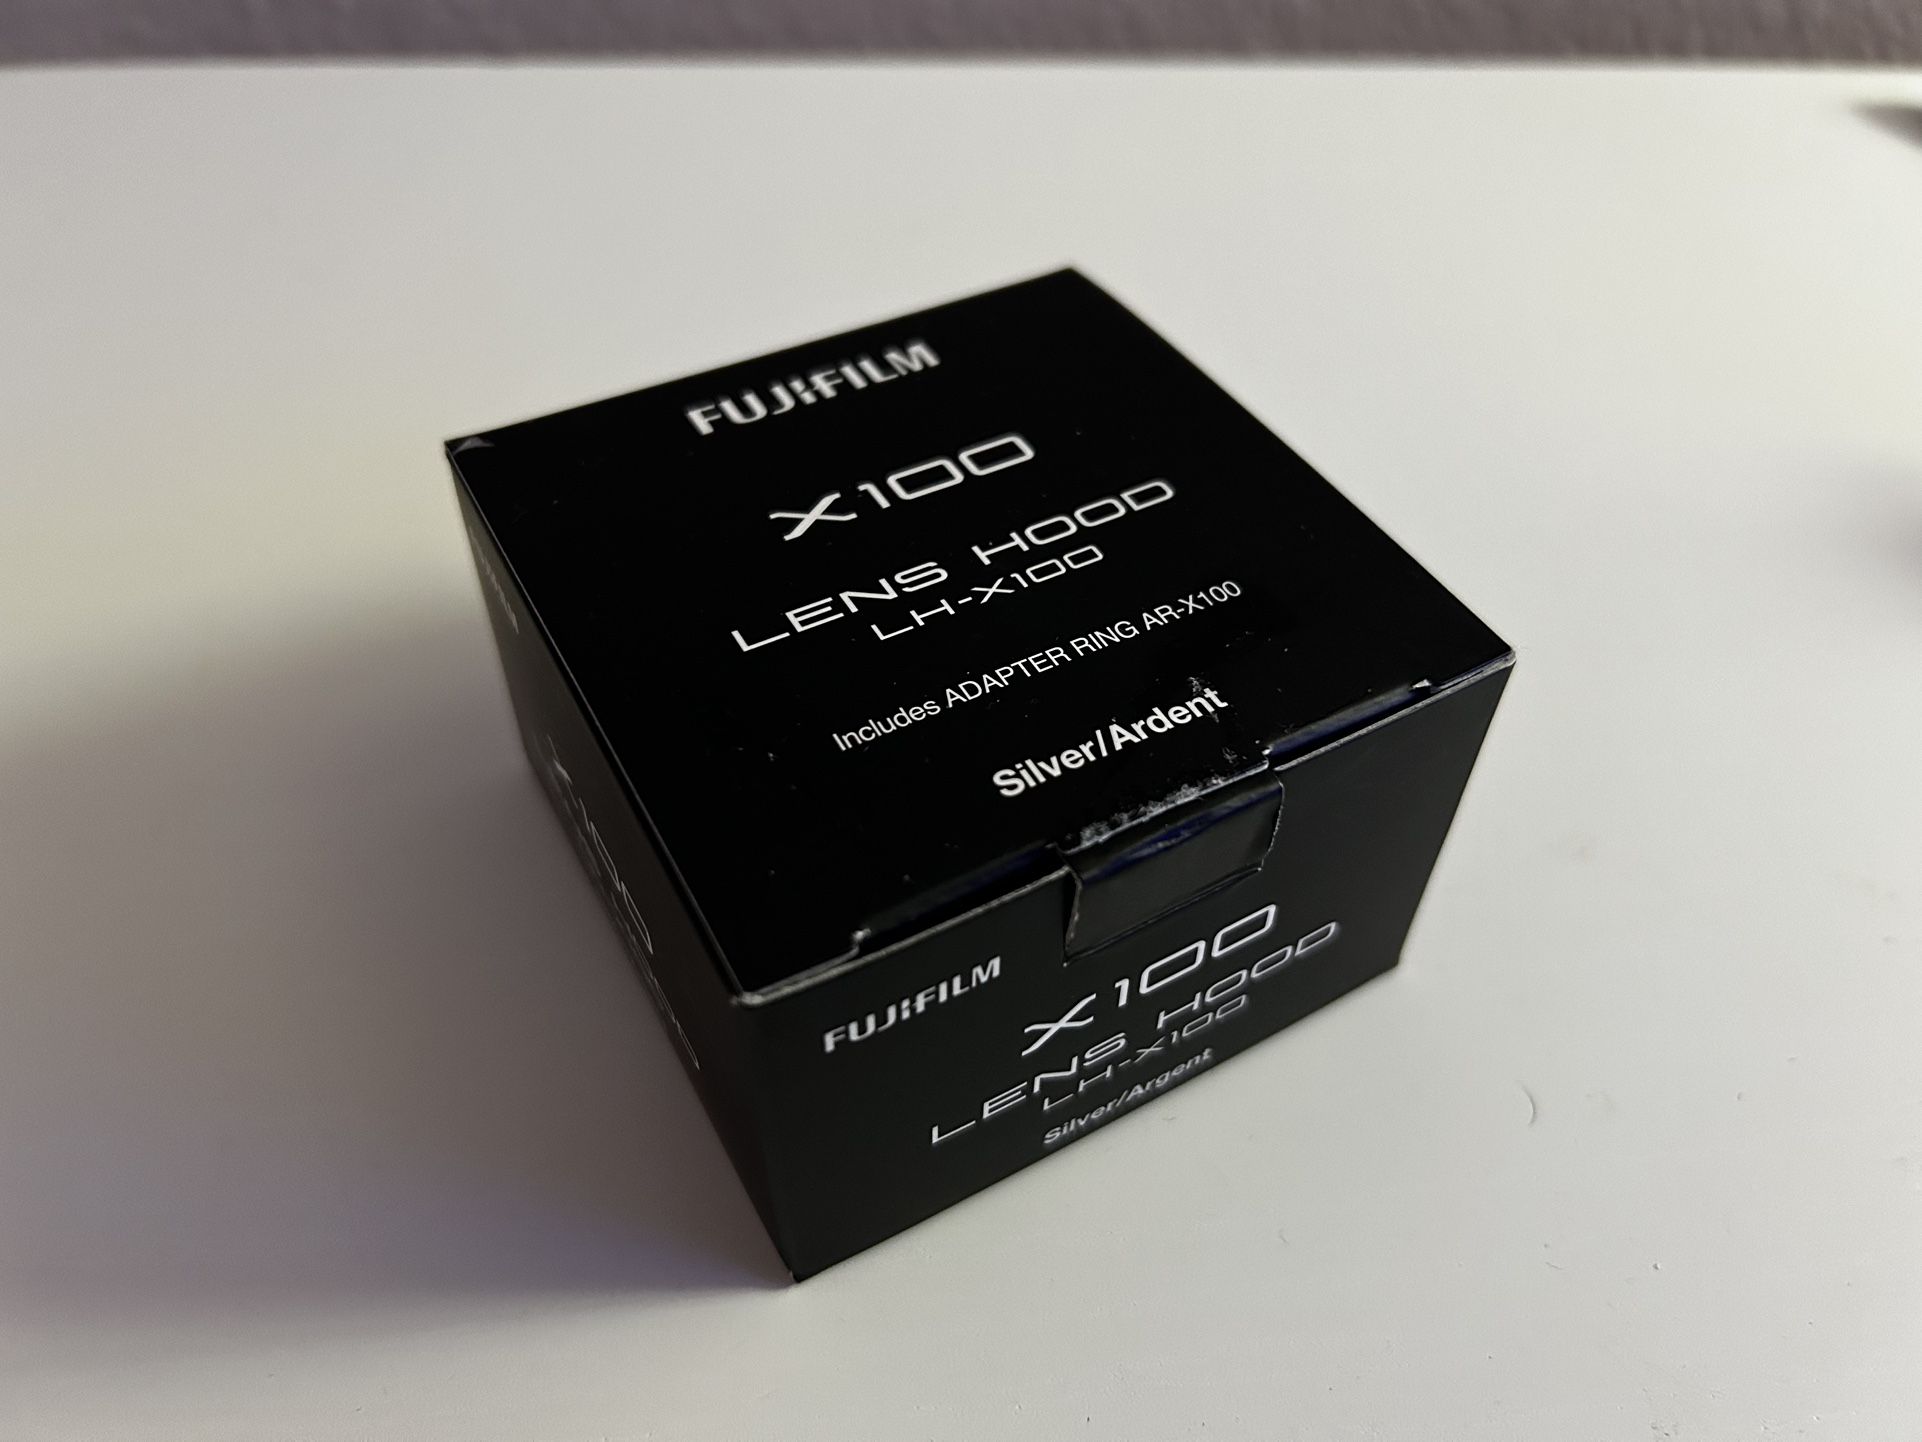 FUJIFILM
X100
LENS HOOD
LH-X100
Includes ADAPTER RING AR-X100
Silver/Ardent
FUJIFILM
X100
LENS HOOD
LH-X100
Silver/Argent